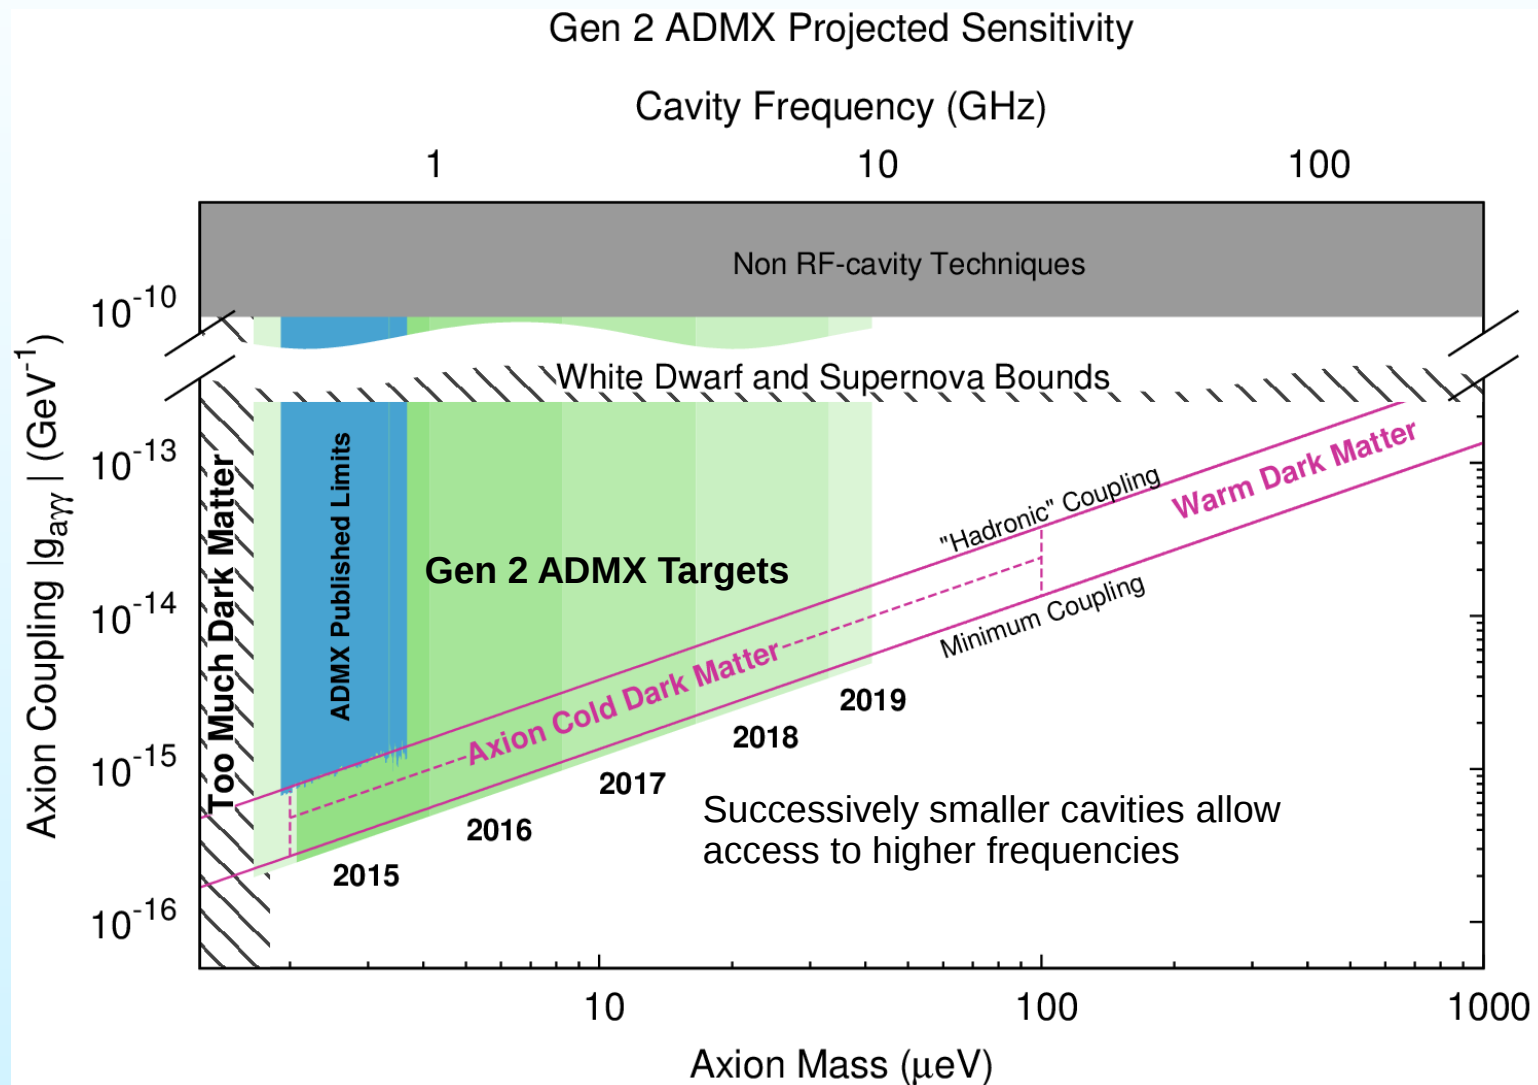 Gen 2 ADMX Projected Sensitivity
Cavity Frequency (GHz)
1 10 100
Non RF-cavity Techniques
10^-10
White Dwarf and Supernova Bounds
10^-13
10^-14
10^-15
10^-16
Axion Coupling |g_aγγ | (GeV^-1)
Too Much Dark Matter
ADMX Published Limits
Gen 2 ADMX Targets
"Hadronic" Coupling
Warm Dark Matter
Minimum Coupling
Axion Cold Dark Matter
2019
2018
2017
2016
2015
Successively smaller cavities allow
access to higher frequencies
10 100 1000
Axion Mass (μeV)